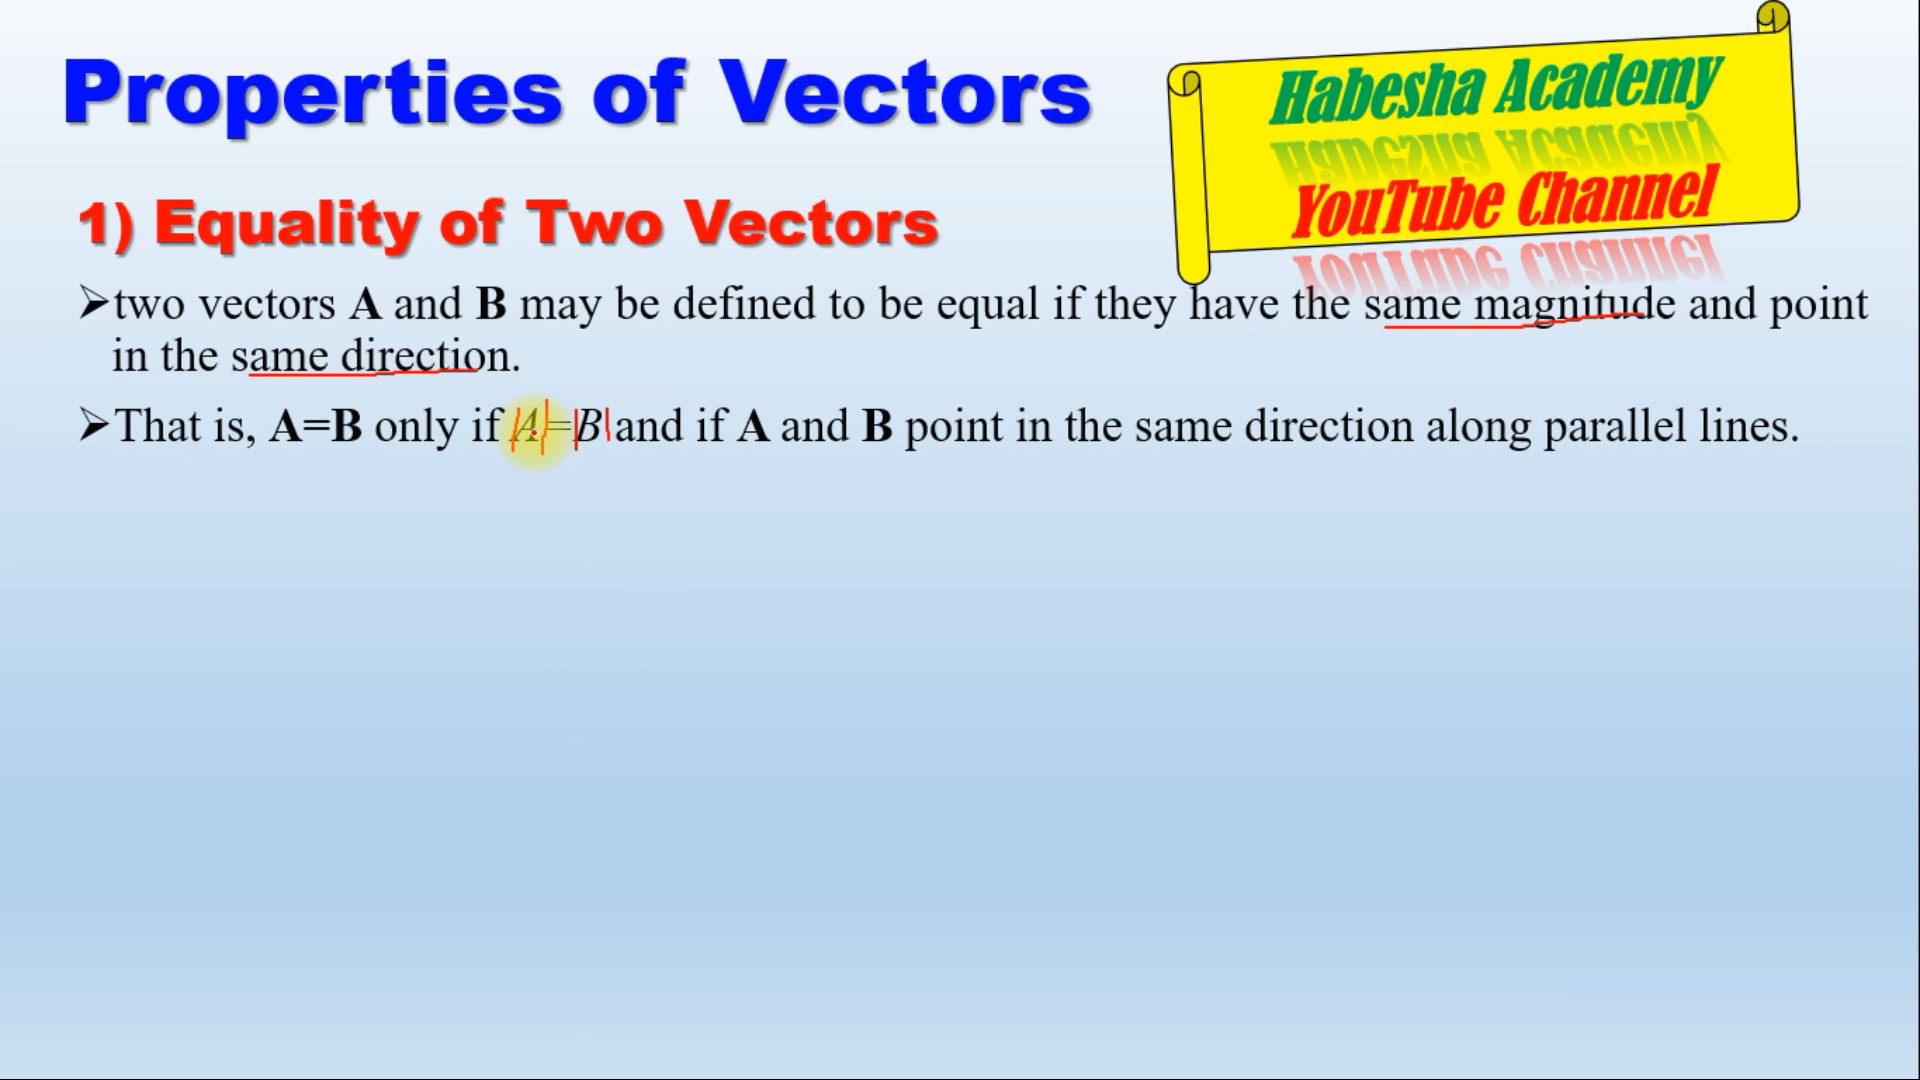 Properties of Vectors
Habesha Academy
YouTube Channel
1) Equality of Two Vectors
➢two vectors A and B may be defined to be equal if they have the same magnitude and point
in the same direction.
➢That is, A=B only if |A|=|B| and if A and B point in the same direction along parallel lines.